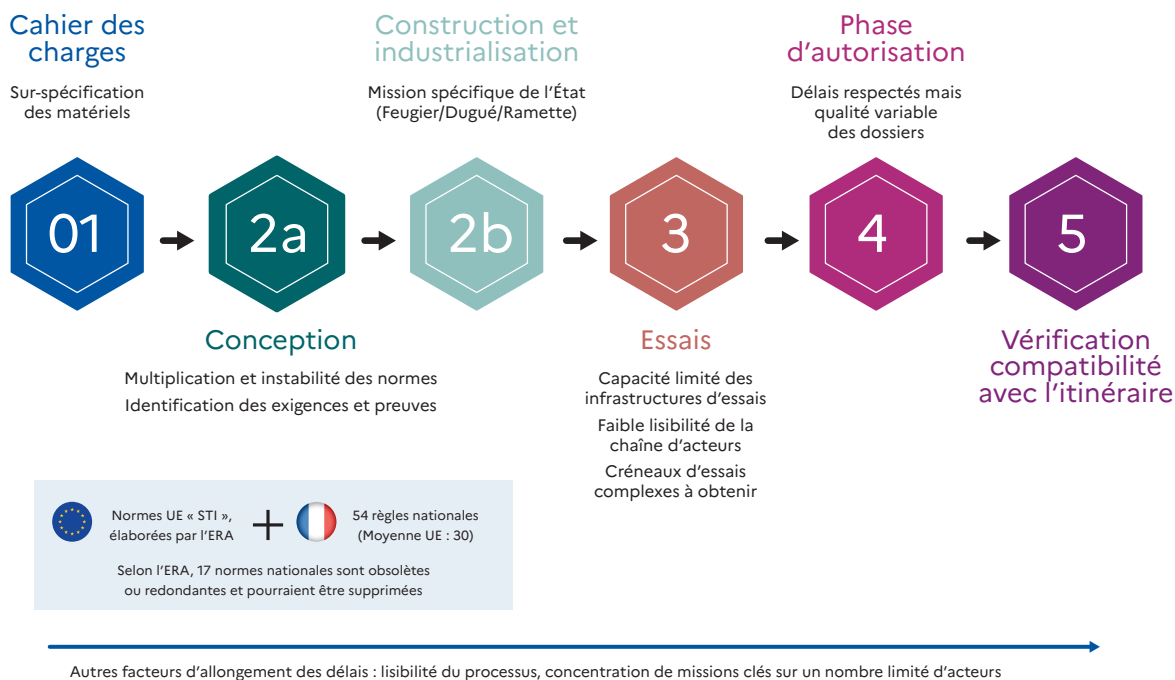 Cahier des
charges
Sur-spécification
des matériels
Construction et
industrialisation
Mission spécifique de l'État
(Feugier/Dugué/Ramette)
Phase
d'autorisation
Délais respectés mais
qualité variable
des dossiers
01
2a
2b
3
4
5
Conception
Multiplication et instabilité des normes
Identification des exigences et preuves
Essais
Capacité limité des
infrastructures d'essais
Faible lisibilité de la
chaîne d'acteurs
Créneaux d'essais
complexes à obtenir
Vérification
compatibilité
avec l'itinéraire
Normes UE « STI »,
élaborées par l'ERA
+
54 règles nationales
(Moyenne UE : 30)
Selon l'ERA, 17 normes nationales sont obsolètes
ou redondantes et pourraient être supprimées
Autres facteurs d'allongement des délais : lisibilité du processus, concentration de missions clés sur un nombre limité d'acteurs